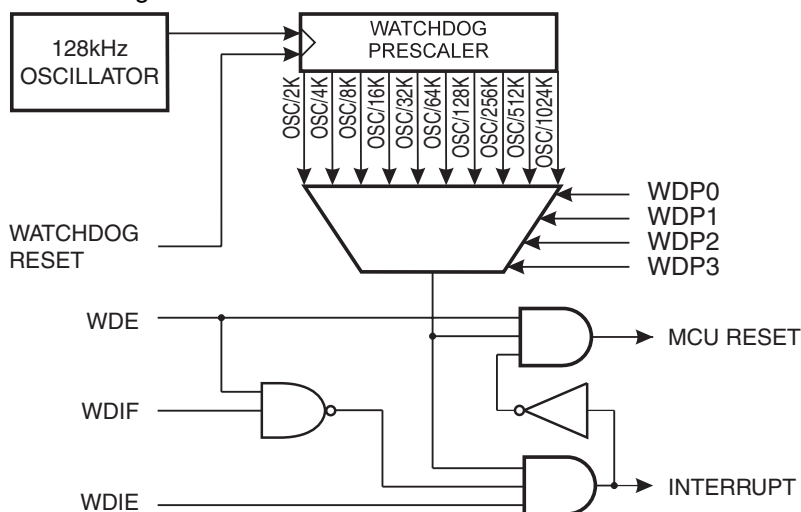 128kHz
OSCILLATOR
WATCHDOG
PRESCALER
OSC/2K
OSC/4K
OSC/8K
OSC/16K
OSC/32K
OSC/64K
OSC/128K
OSC/256K
OSC/512K
OSC/1024K
WDP0
WDP1
WDP2
WDP3
WATCHDOG
RESET
WDE
MCU RESET
WDIF
INTERRUPT
WDIE